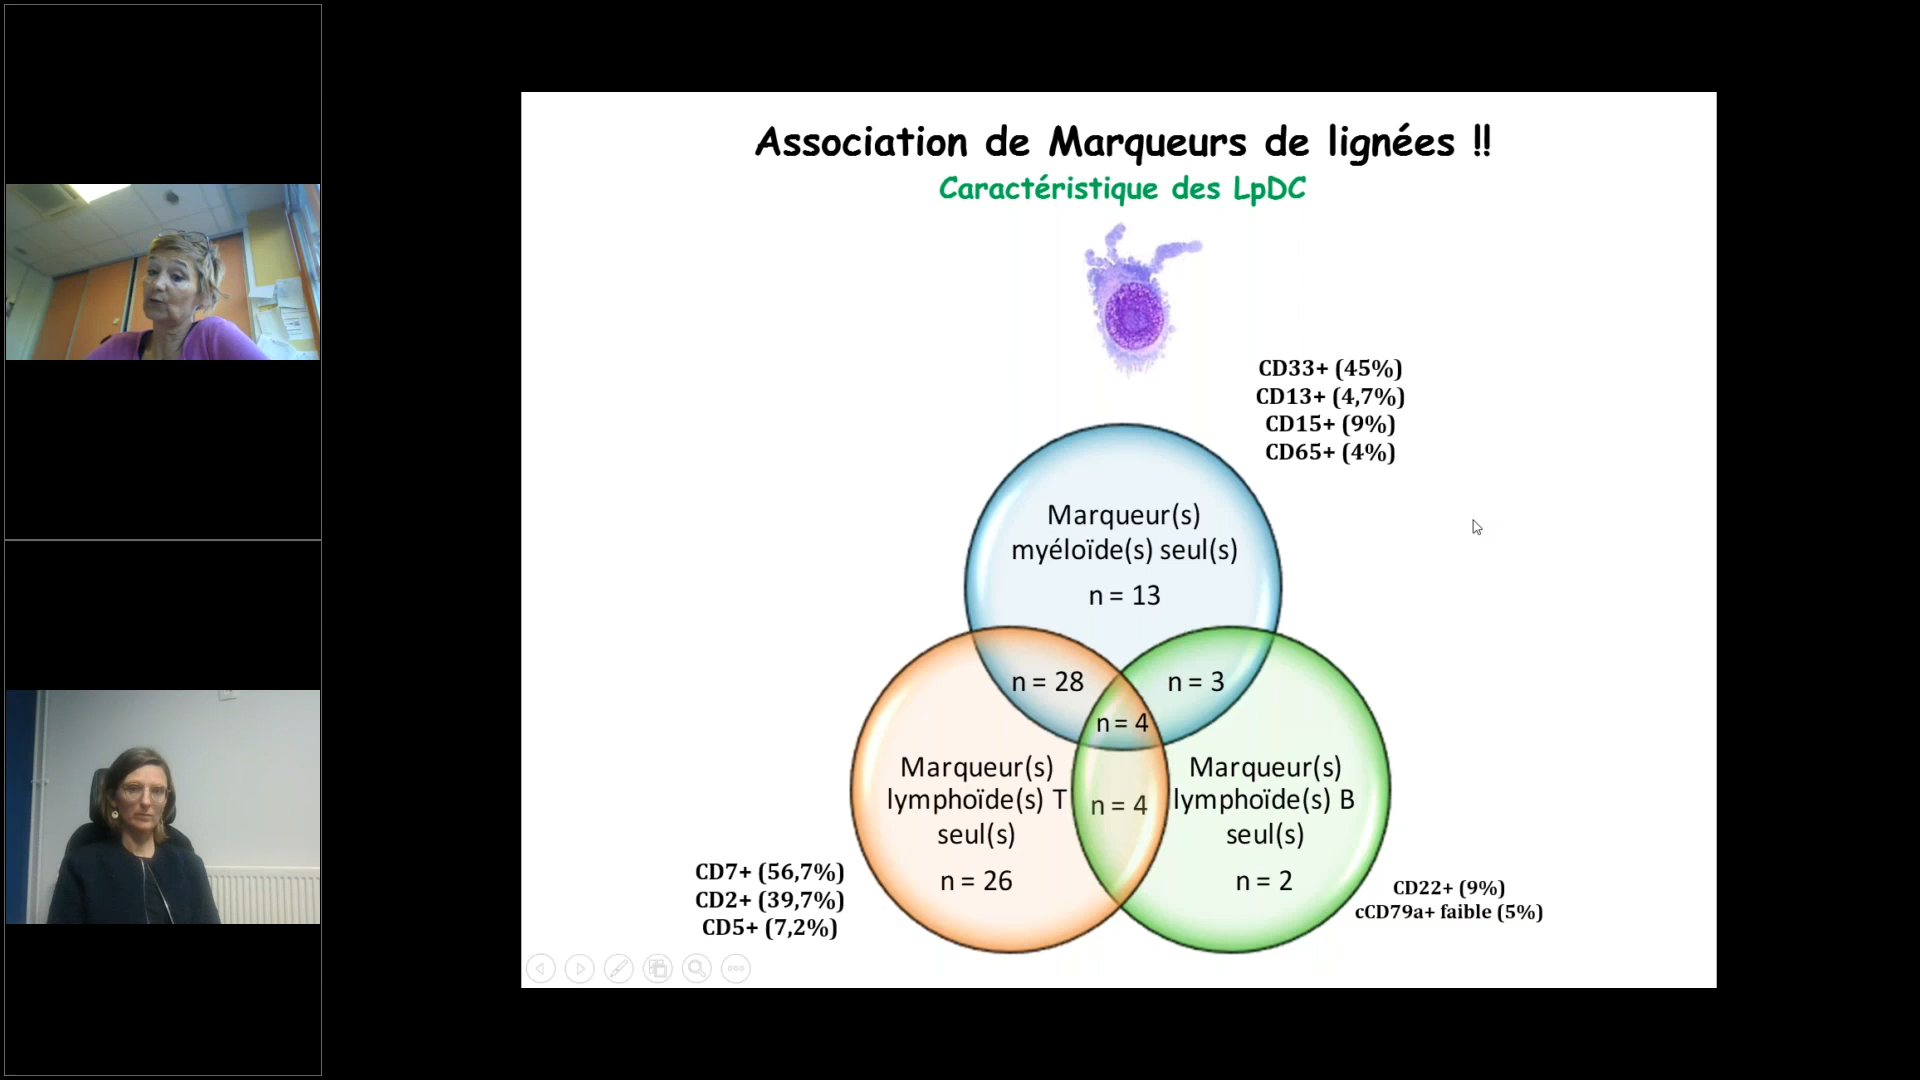 Association de Marqueurs de lignées !!
Caractéristique des LpDC
CD33+ (45%)
CD13+ (4,7%)
CD15+ (9%)
CD65+ (4%)
Marqueur(s)
myéloïde(s) seul(s)
n = 13
n = 28
n = 3
n = 4
Marqueur(s)
lymphoïde(s) T
seul(s)
n = 26
n = 4
Marqueur(s)
lymphoïde(s) B
seul(s)
n = 2
CD7+ (56,7%)
CD2+ (39,7%)
CD5+ (7,2%)
CD22+ (9%)
cCD79a+ faible (5%)